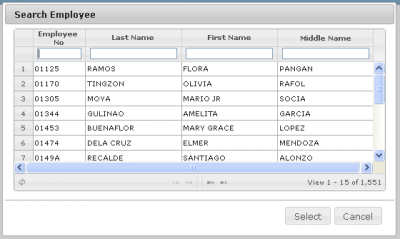 Search Employee
Employee No Last Name First Name Middle Name
1 01125 RAMOS FLORA PANGAN
2 01170 TINGZON OLIVIA RAFOL
3 01305 MOYA MARIO JR SOCIA
4 01344 GULINAO AMELITA GARCIA
5 01453 BUENAFLOR MARY GRACE LOPEZ
6 01474 DELA CRUZ ELMER MENDOZA
7 0149A RECALDE SANTIAGO ALONZO
View 1 - 15 of 1,551
Select Cancel